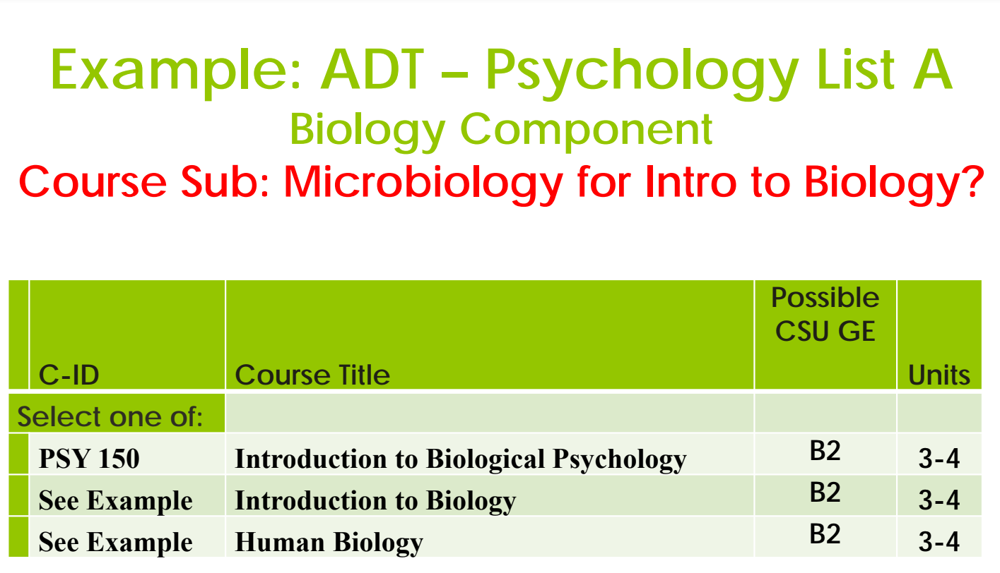 Example: ADT – Psychology List A
Biology Component
Course Sub: Microbiology for Intro to Biology?
C-ID Course Title Possible CSU GE Units
Select one of:
PSY 150 Introduction to Biological Psychology B2 3-4
See Example Introduction to Biology B2 3-4
See Example Human Biology B2 3-4